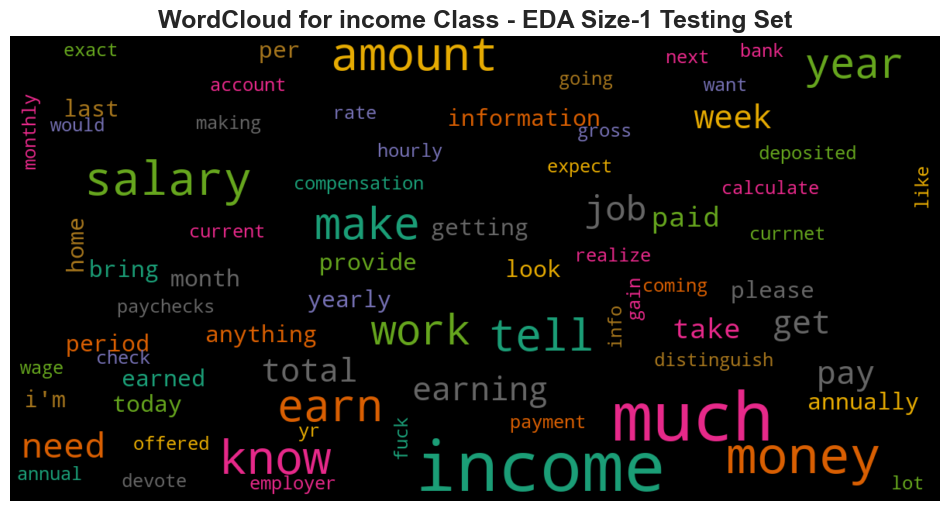 WordCloud for income Class - EDA Size-1 Testing Set
exact
per
amount
next
bank
year
account
going
want
monthly
last
would
making
rate
information
gross
week
hourly
deposited
salary
compensation
expect
calculate
like
home
current
make
getting
job
paid
currnet
bring
month
provide
look
realize
paychecks
yearly
gain
coming
please
period
check
anything
work
tell
info
take
get
wage
earned
total
distinguish
i'm
today
earning
pay
annually
need
offered
earn
yr
fuck
payment
much
know
income
money
annual
devote
employer
lot